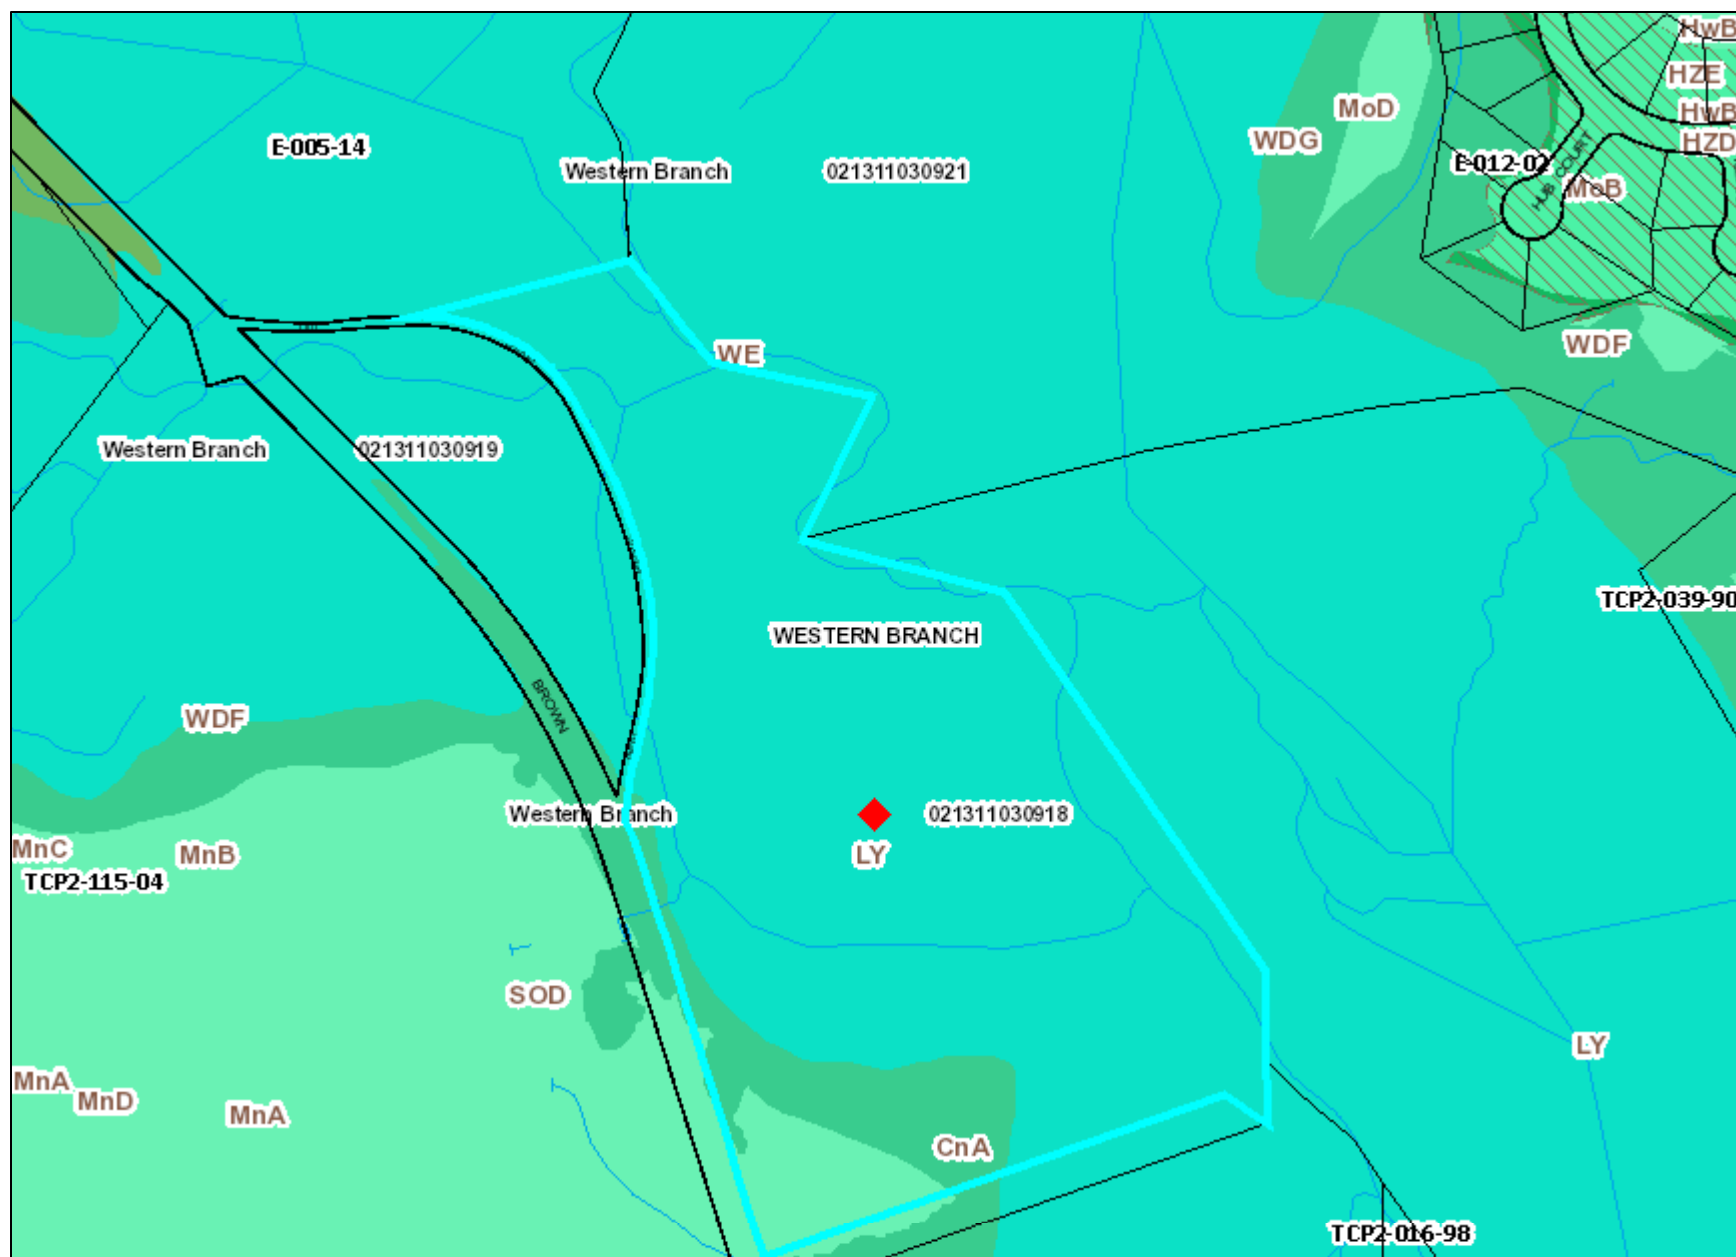 HwB
HZE
MoD
HwB
WDG
HZD
E-005-14
E-012-02
Western Branch
021311030921
HUB COURT
MoB
WDF
WE
Western Branch
021311030919
TCP2-039-90
WESTERN BRANCH
BROWN
WDF
Western Branch
021311030918
MnC
MnB
LY
TCP2-115-04
SOD
LY
MnA
MnD
MnA
CnA
TCP2-016-98